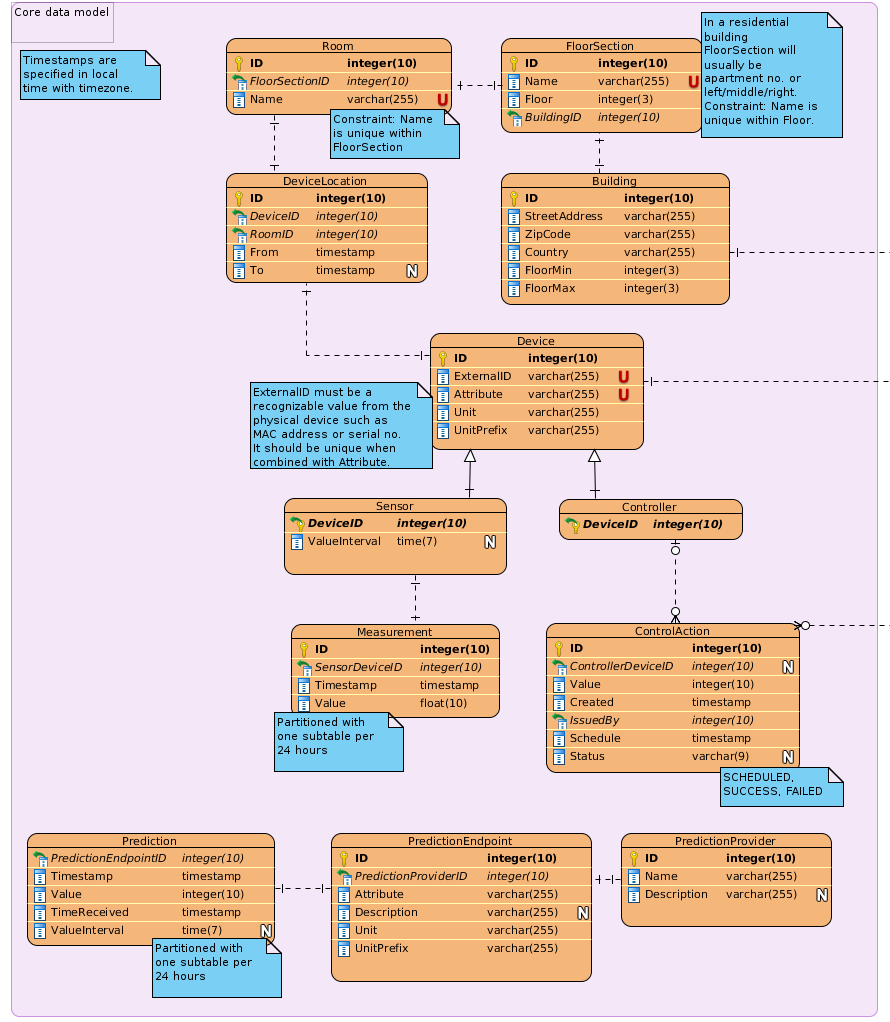 Core data model
Timestamps are
specified in local
time with timezone.
Room
ID integer(10)
FloorSectionID integer(10)
Name varchar(255) U
Constraint: Name
is unique within
FloorSection
FloorSection
ID integer(10)
Name varchar(255) U
Floor integer(3)
BuildingID integer(10)
In a residential
building
FloorSection will
usually be
apartment no. or
left/middle/right.
Constraint: Name is
unique within Floor.
DeviceLocation
ID integer(10)
DeviceID integer(10)
RoomID integer(10)
From timestamp
To timestamp N
Building
ID integer(10)
StreetAddress varchar(255)
ZipCode varchar(255)
Country varchar(255)
FloorMin integer(3)
FloorMax integer(3)
Device
ID integer(10)
ExternalID varchar(255) U
Attribute varchar(255) U
Unit varchar(255)
UnitPrefix varchar(255)
ExternalID must be a
recognizable value from the
physical device such as
MAC address or serial no.
It should be unique when
combined with Attribute.
Sensor
DeviceID integer(10)
ValueInterval time(7) N
Controller
DeviceID integer(10)
Measurement
ID integer(10)
SensorDeviceID integer(10)
Timestamp timestamp
Value float(10)
Partitioned with
one subtable per
24 hours
ControlAction
ID integer(10)
ControllerDeviceID integer(10) N
Value integer(10)
Created timestamp
IssuedBy integer(10)
Schedule timestamp
Status varchar(9) N
SCHEDULED,
SUCCESS, FAILED
Prediction
PredictionEndpointID integer(10)
Timestamp timestamp
Value integer(10)
TimeReceived timestamp
ValueInterval time(7) N
Partitioned with
one subtable per
24 hours
PredictionEndpoint
ID integer(10)
PredictionProviderID integer(10)
Attribute varchar(255)
Description varchar(255) N
Unit varchar(255)
UnitPrefix varchar(255)
PredictionProvider
ID integer(10)
Name varchar(255)
Description varchar(255) N